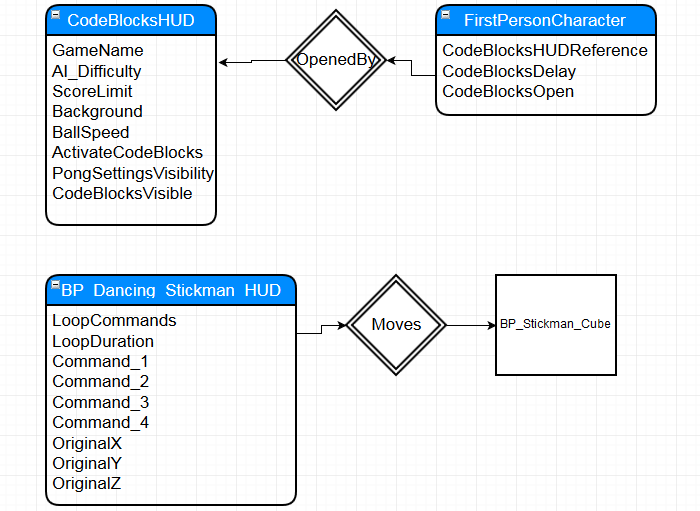 CodeBlocksHUD
GameName
AI_Difficulty
ScoreLimit
Background
BallSpeed
ActivateCodeBlocks
PongSettingsVisibility
CodeBlocksVisible
OpenedBy
FirstPersonCharacter
CodeBlocksHUDReference
CodeBlocksDelay
CodeBlocksOpen
BP_Dancing_Stickman_HUD
LoopCommands
LoopDuration
Command_1
Command_2
Command_3
Command_4
OriginalX
OriginalY
OriginalZ
Moves
BP_Stickman_Cube